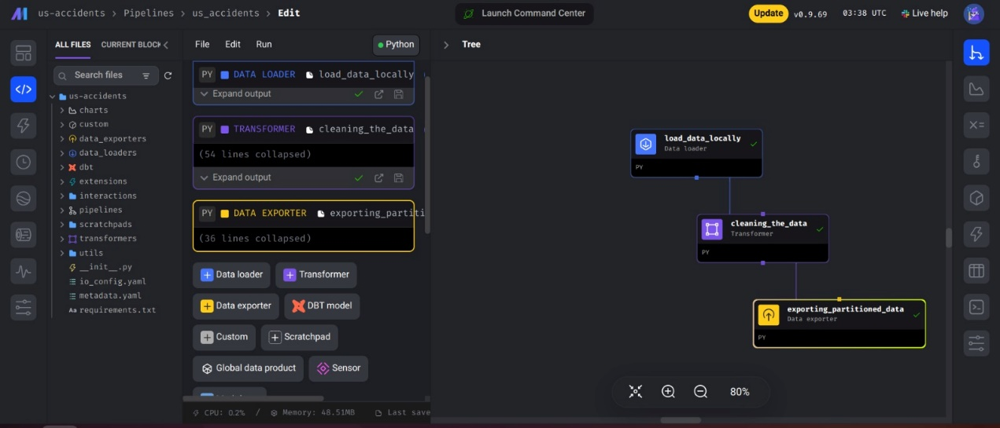 us-accidents > Pipelines > us_accidents > Edit
Launch Command Center
Update v0.9.69 03:38 UTC Live help
ALL FILES CURRENT BLOCK
Search files
us-accidents
charts
custom
data_exporters
data_loaders
dbt
extensions
interactions
pipelines
scratchpads
transformers
utils
__init__.py
io_config.yaml
metadata.yaml
Aa requirements.txt
File Edit Run Python
PY DATA LOADER load_data_locally
Expand output
PY TRANSFORMER cleaning_the_data
(54 lines collapsed)
Expand output
PY DATA EXPORTER exporting_partiti
(36 lines collapsed)
Data loader Transformer
Data exporter DBT model
Custom Scratchpad
Global data product Sensor
CPU: 0.2% / Memory: 48.51MB Last save
Tree
load_data_locally
Data loader
PY
cleaning_the_data
Transformer
PY
exporting_partitioned_data
Data exporter
PY
80%